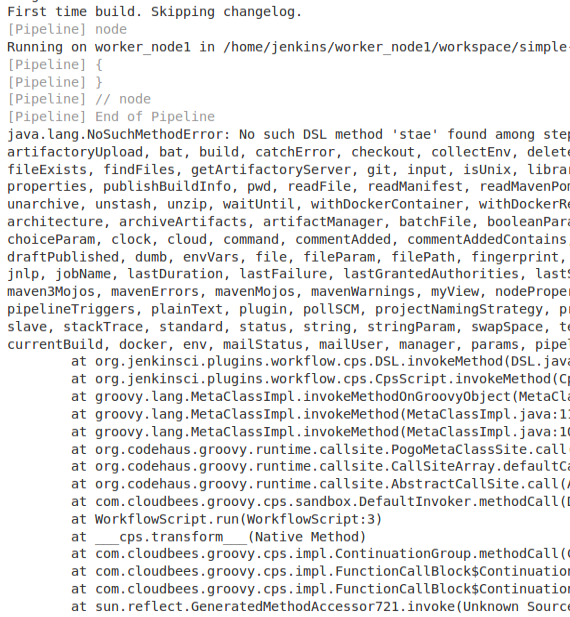 First time build. Skipping changelog.
[Pipeline] node
Running on worker_node1 in /home/jenkins/worker_node1/workspace/simple-
[Pipeline] {
[Pipeline] }
[Pipeline] // node
[Pipeline] End of Pipeline
java.lang.NoSuchMethodError: No such DSL method 'stae' found among step
artifactoryUpload, bat, build, catchError, checkout, collectEnv, delete
fileExists, findFiles, getArtifactoryServer, git, input, isUnix, librar
properties, publishBuildInfo, pwd, readFile, readManifest, readMavenPom
unarchive, unstash, unzip, waitUntil, withDockerContainer, withDockerRe
architecture, archiveArtifacts, artifactManager, batchFile, booleanPara
choiceParam, clock, cloud, command, commentAdded, commentAddedContains,
draftPublished, dumb, envVars, file, fileParam, filePath, fingerprint,
jnlp, jobName, lastDuration, lastFailure, lastGrantedAuthorities, lastS
maven3Mojos, mavenErrors, mavenMojos, mavenWarnings, myView, nodeProper
pipelineTriggers, plainText, plugin, pollSCM, projectNamingStrategy, pr
slave, stackTrace, standard, status, string, stringParam, swapSpace, te
currentBuild, docker, env, mailStatus, mailUser, manager, params, pipel
at org.jenkinsci.plugins.workflow.cps.DSL.invokeMethod(DSL.java
at org.jenkinsci.plugins.workflow.cps.CpsScript.invokeMethod(Cp
at groovy.lang.MetaClassImpl.invokeMethodOnGroovyObject(MetaCla
at groovy.lang.MetaClassImpl.invokeMethod(MetaClassImpl.java:11
at groovy.lang.MetaClassImpl.invokeMethod(MetaClassImpl.java:10
at org.codehaus.groovy.runtime.callsite.PogoMetaClassSite.call(
at org.codehaus.groovy.runtime.callsite.CallSiteArray.defaultCa
at org.codehaus.groovy.runtime.callsite.AbstractCallSite.call(A
at com.cloudbees.groovy.cps.sandbox.DefaultInvoker.methodCall(D
at WorkflowScript.run(WorkflowScript:3)
at ___cps.transform___(Native Method)
at com.cloudbees.groovy.cps.impl.ContinuationGroup.methodCall(C
at com.cloudbees.groovy.cps.impl.FunctionCallBlock$Continuation
at com.cloudbees.groovy.cps.impl.FunctionCallBlock$Continuation
at sun.reflect.GeneratedMethodAccessor721.invoke(Unknown Source